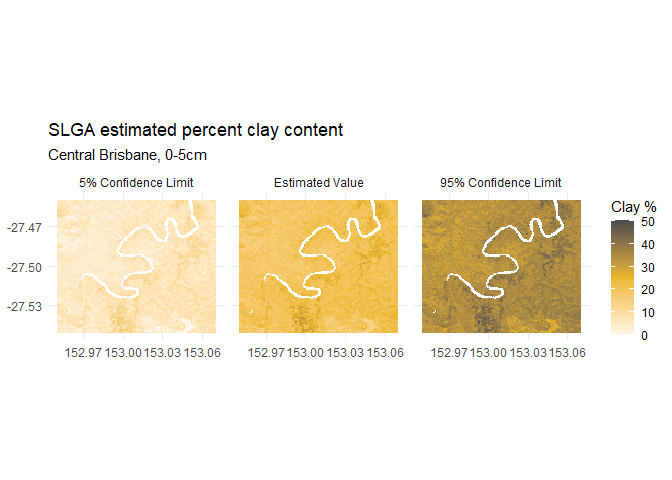 SLGA estimated percent clay content
Central Brisbane, 0-5cm
5% Confidence Limit
Estimated Value
95% Confidence Limit
-27.47
-27.50
-27.53
152.97 153.00 153.03 153.06
152.97 153.00 153.03 153.06
152.97 153.00 153.03 153.06
Clay %
50
40
30
20
10
0